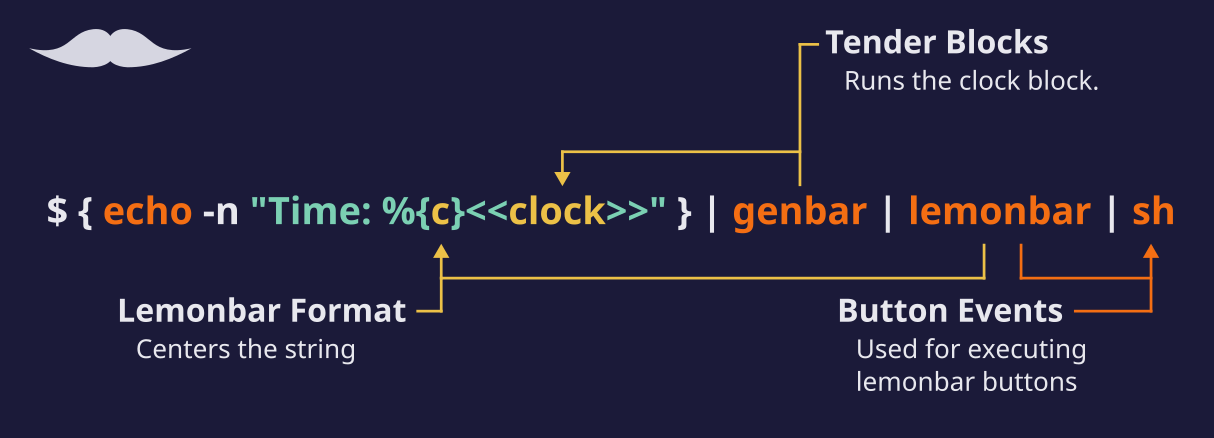 Tender Blocks
Runs the clock block.
$ { echo -n "Time: %{c}<<clock>>" } | genbar | lemonbar | sh
Lemonbar Format
Centers the string
Button Events
Used for executing
lemonbar buttons